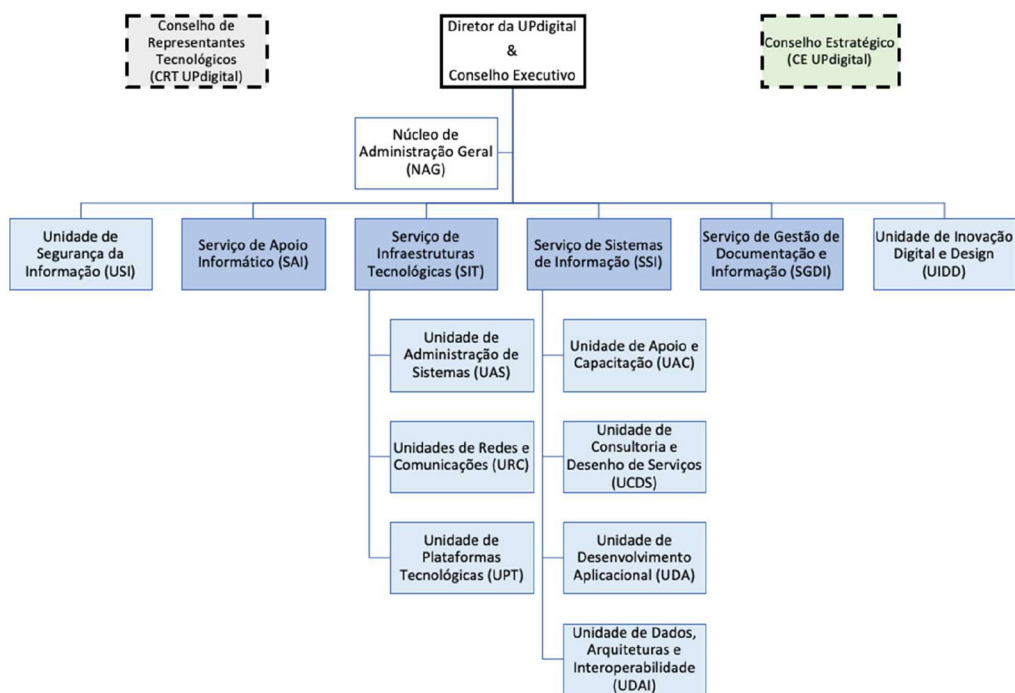 Conselho de
Representantes
Tecnológicos
(CRT UPdigital)
Diretor da UPdigital
&
Conselho Executivo
Conselho Estratégico
(CE UPdigital)
Núcleo de
Administração Geral
(NAG)
Unidade de
Segurança da
Informação (USI)
Serviço de Apoio
Informático (SAI)
Serviço de
Infraestruturas
Tecnológicas (SIT)
Serviço de Sistemas
de Informação (SSI)
Serviço de Gestão de
Documentação e
Informação (SGDI)
Unidade de Inovação
Digital e Design
(UIDD)
Unidade de
Administração de
Sistemas (UAS)
Unidade de Apoio e
Capacitação (UAC)
Unidades de Redes e
Comunicações (URC)
Unidade de
Consultoria e
Desenho de Serviços
(UCDS)
Unidade de
Plataformas
Tecnológicas (UPT)
Unidade de
Desenvolvimento
Aplicacional (UDA)
Unidade de Dados,
Arquiteturas e
Interoperabilidade
(UDAI)